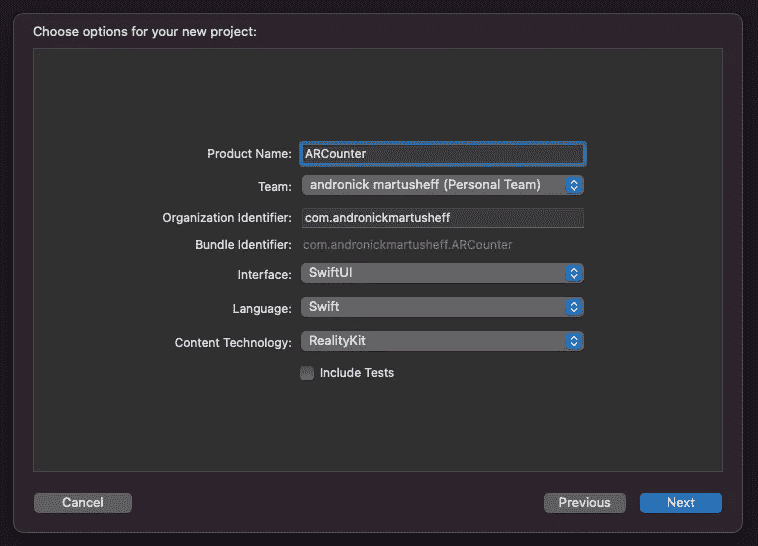 Choose options for your new project:
Product Name: ARCounter
Team: andronick martusheff (Personal Team)
Organization Identifier: com.andronickmartusheff
Bundle Identifier: com.andronickmartusheff.ARCounter
Interface: SwiftUI
Language: Swift
Content Technology: RealityKit
Include Tests
Cancel Previous Next